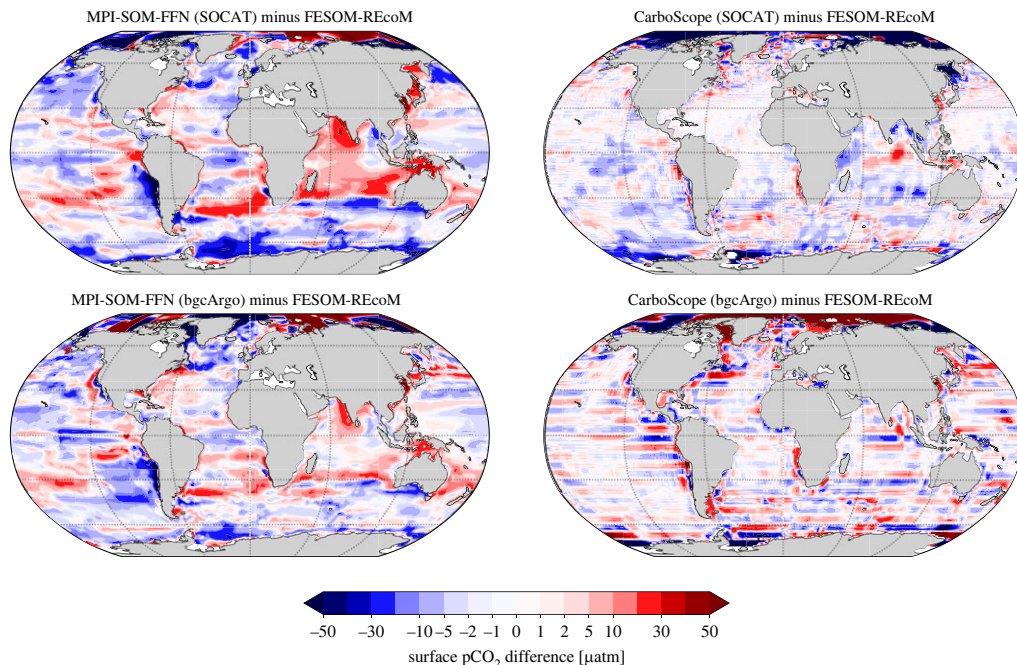 MPI-SOM-FFN (SOCAT) minus FESOM-REcoM
CarboScope (SOCAT) minus FESOM-REcoM
MPI-SOM-FFN (bgcArgo) minus FESOM-REcoM
CarboScope (bgcArgo) minus FESOM-REcoM
–50 –30 –10 –5 –2 –1 0 1 2 5 10 30 50
surface pCO₂ difference [µatm]